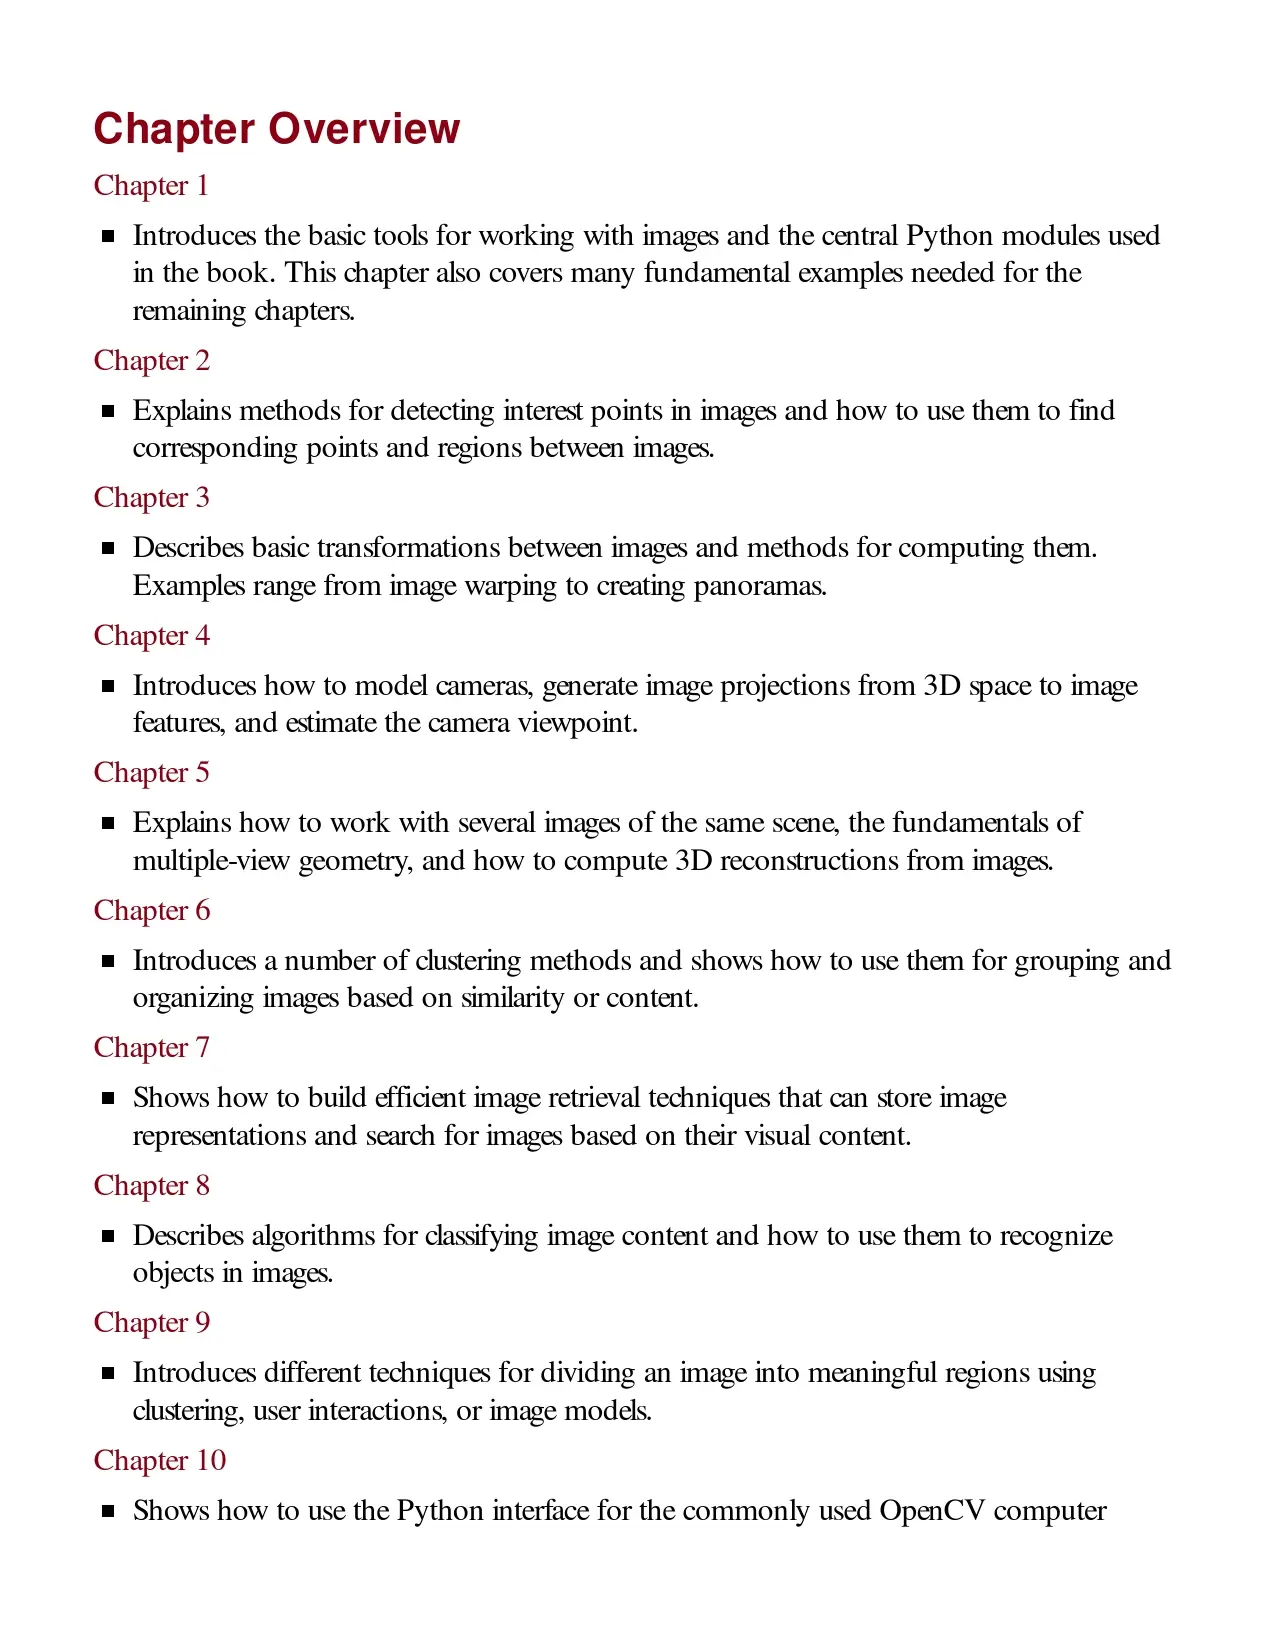 Chapter Overview
Chapter 1
Introduces the basic tools for working with images and the central Python modules used
in the book. This chapter also covers many fundamental examples needed for the
remaining chapters.
Chapter 2
Explains methods for detecting interest points in images and how to use them to find
corresponding points and regions between images.
Chapter 3
Describes basic transformations between images and methods for computing them.
Examples range from image warping to creating panoramas.
Chapter 4
Introduces how to model cameras, generate image projections from 3D space to image
features, and estimate the camera viewpoint.
Chapter 5
Explains how to work with several images of the same scene, the fundamentals of
multiple-view geometry, and how to compute 3D reconstructions from images.
Chapter 6
Introduces a number of clustering methods and shows how to use them for grouping and
organizing images based on similarity or content.
Chapter 7
Shows how to build efficient image retrieval techniques that can store image
representations and search for images based on their visual content.
Chapter 8
Describes algorithms for classifying image content and how to use them to recognize
objects in images.
Chapter 9
Introduces different techniques for dividing an image into meaningful regions using
clustering, user interactions, or image models.
Chapter 10
Shows how to use the Python interface for the commonly used OpenCV computer